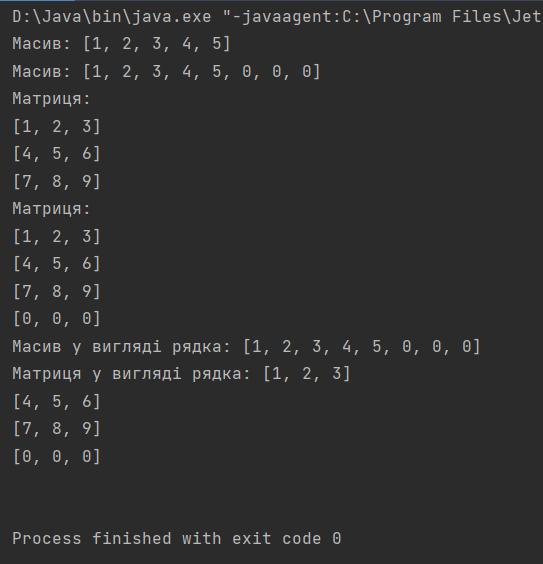 D:\Java\bin\java.exe "-javaagent:C:\Program Files\Jet
Масив: [1, 2, 3, 4, 5]
Масив: [1, 2, 3, 4, 5, 0, 0, 0]
Матриця:
[1, 2, 3]
[4, 5, 6]
[7, 8, 9]
Матриця:
[1, 2, 3]
[4, 5, 6]
[7, 8, 9]
[0, 0, 0]
Масив у вигляді рядка: [1, 2, 3, 4, 5, 0, 0, 0]
Матриця у вигляді рядка: [1, 2, 3]
[4, 5, 6]
[7, 8, 9]
[0, 0, 0]
Process finished with exit code 0